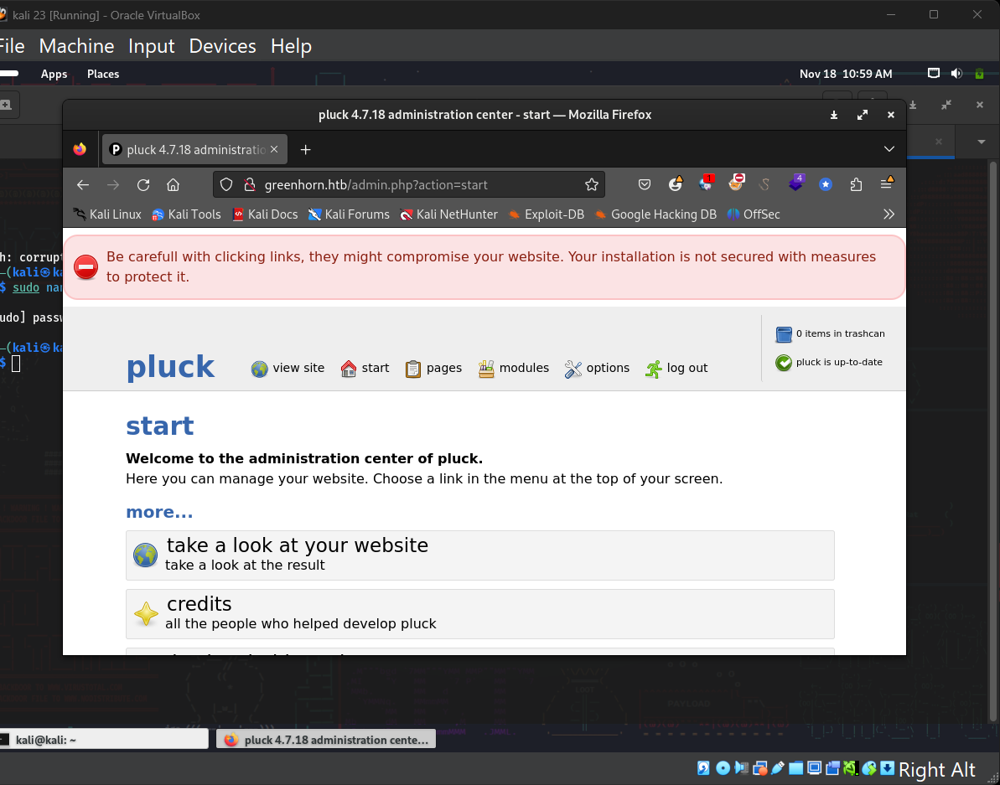 kali 23 [Running] - Oracle VirtualBox
File Machine Input Devices Help
Apps Places
Nov 18 10:59 AM
pluck 4.7.18 administration center - start — Mozilla Firefox
pluck 4.7.18 administratio
greenhorn.htb/admin.php?action=start
1
4
Kali Linux Kali Tools Kali Docs Kali Forums Kali NetHunter Exploit-DB Google Hacking DB OffSec
Be carefull with clicking links, they might compromise your website. Your installation is not secured with measures
to protect it.
h: corrupt
(kali㉿ka
$ sudo nan
udo] passw
(kali㉿ka
$
0 items in trashcan
pluck is up-to-date
pluck view site start pages modules options log out
start
Welcome to the administration center of pluck.
Here you can manage your website. Choose a link in the menu at the top of your screen.
more...
take a look at your website
take a look at the result
credits
all the people who helped develop pluck
PAYLOAD
kali@kali: ~
pluck 4.7.18 administration cente...
Right Alt